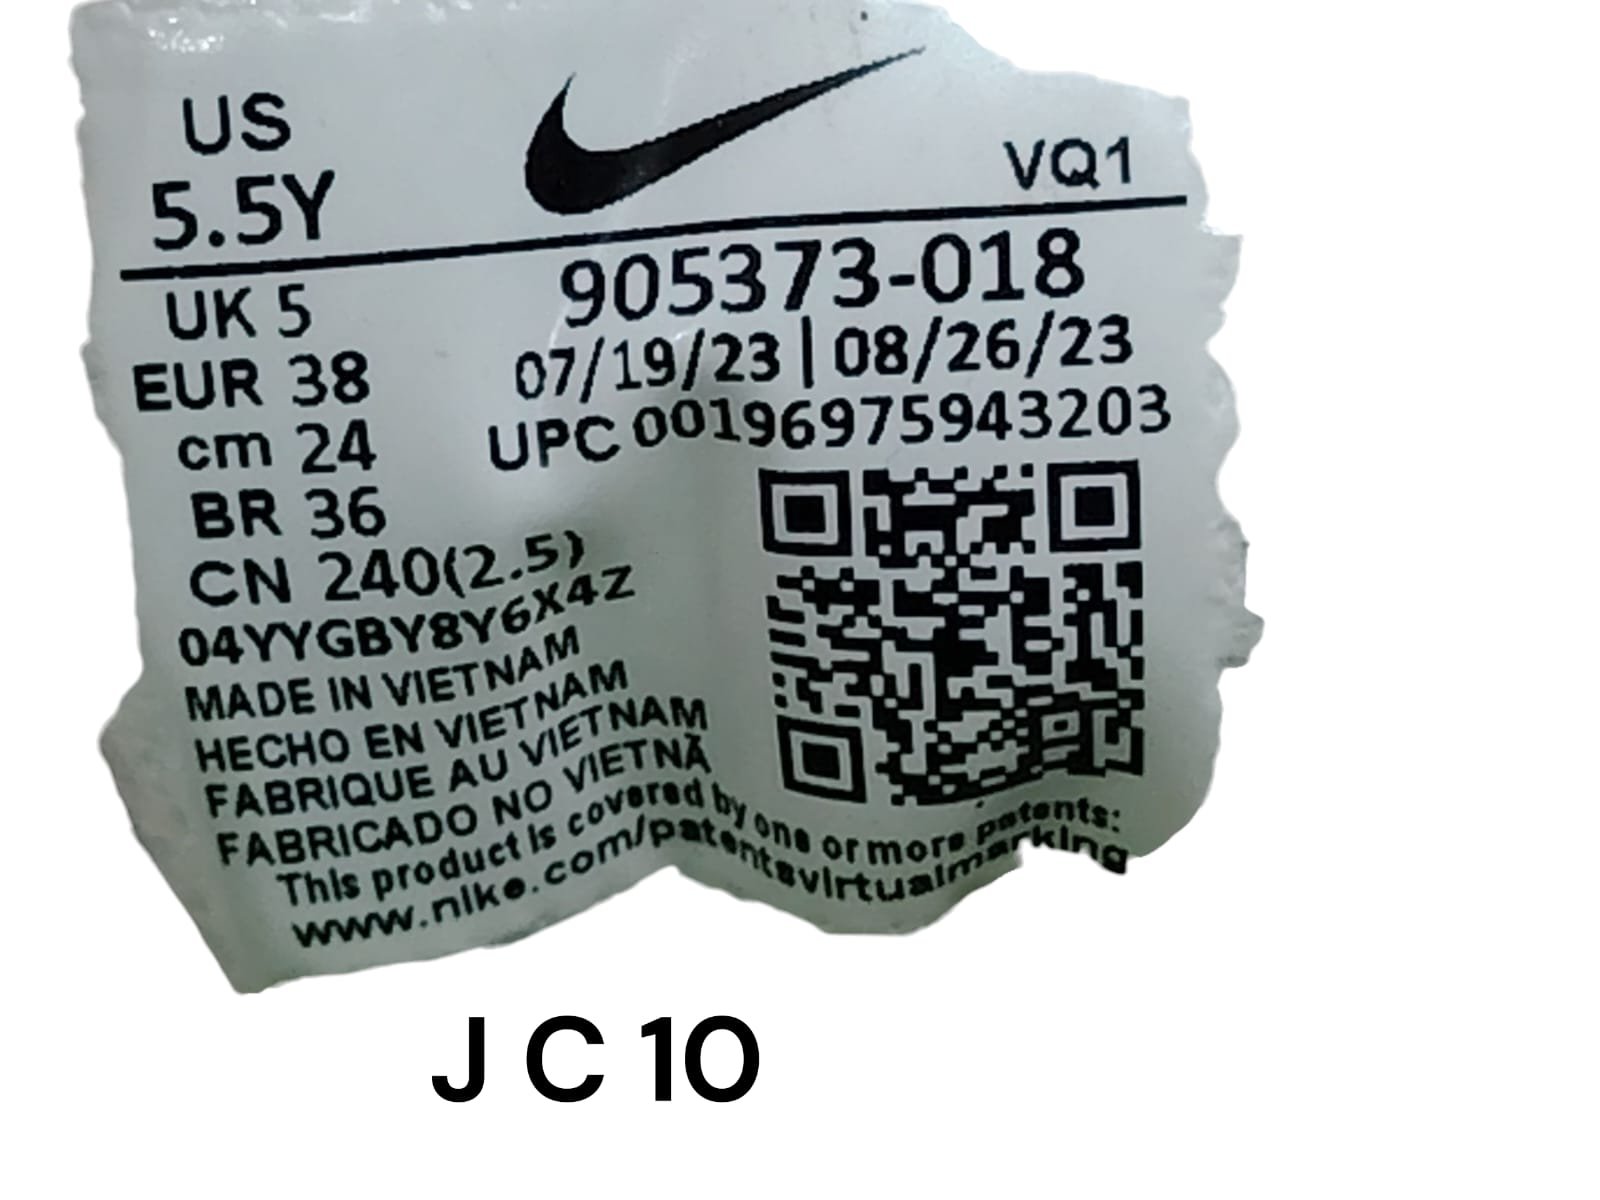 US
5.5Y
VQ1
UK 5
EUR 38
cm 24
BR 36
CN 240(2.5)
905373-018
07/19/23 | 08/26/23
UPC 00196975943203
04YYGBY8Y6X4Z
MADE IN VIETNAM
HECHO EN VIETNAM
FABRIQUE AU VIETNAM
FABRICADO NO VIETNÃ
This product is covered by one or more patents:
www.nike.com/patentsvirtualmarking
J C 10